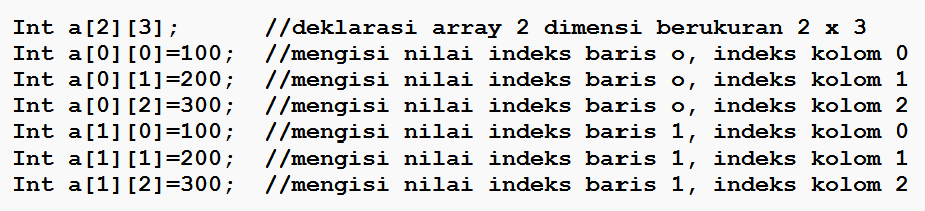 Int a[2][3];      //deklarasi array 2 dimensi berukuran 2 x 3
Int a[0][0]=100;  //mengisi nilai indeks baris o, indeks kolom 0
Int a[0][1]=200;  //mengisi nilai indeks baris o, indeks kolom 1
Int a[0][2]=300;  //mengisi nilai indeks baris o, indeks kolom 2
Int a[1][0]=100;  //mengisi nilai indeks baris 1, indeks kolom 0
Int a[1][1]=200;  //mengisi nilai indeks baris 1, indeks kolom 1
Int a[1][2]=300;  //mengisi nilai indeks baris 1, indeks kolom 2